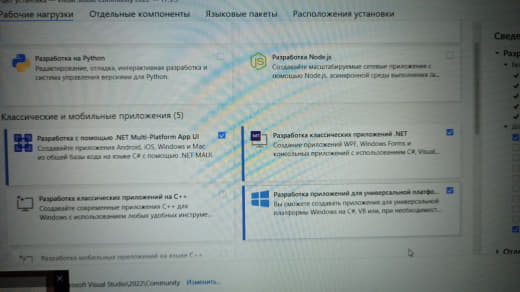 Рабочие нагрузки Отдельные компоненты Языковые пакеты Расположения установки
Разработка на Python
Редактирование, отладка, интерактивная разработка и
система управления версиями для Python.
Разработка Node.js
Создавайте масштабируемые сетевые приложения с
помощью Node.js, асинхронной среды выполнения Ja...
Классические и мобильные приложения (5)
Разработка с помощью .NET Multi-Platform App UI
Создавайте приложения Android, iOS, Windows и Mac
из общей базы кода на языке C# с помощью .NET MAUI.
Разработка классических приложений .NET
Создание приложений WPF, Windows Forms и
консольных приложений с использованием C#, Visual...
Разработка классических приложений на C++
Создавайте современные приложения C++ для
Windows с использованием любых удобных инструме...
Разработка приложений для универсальной платфо...
Вы сможете создавать приложения для универсальной
платформы Windows на C#, VB или, при необходимост...
Разработка мобильных приложений на языке C++
Visual Studio\2022\Community Изменить...
Сведе